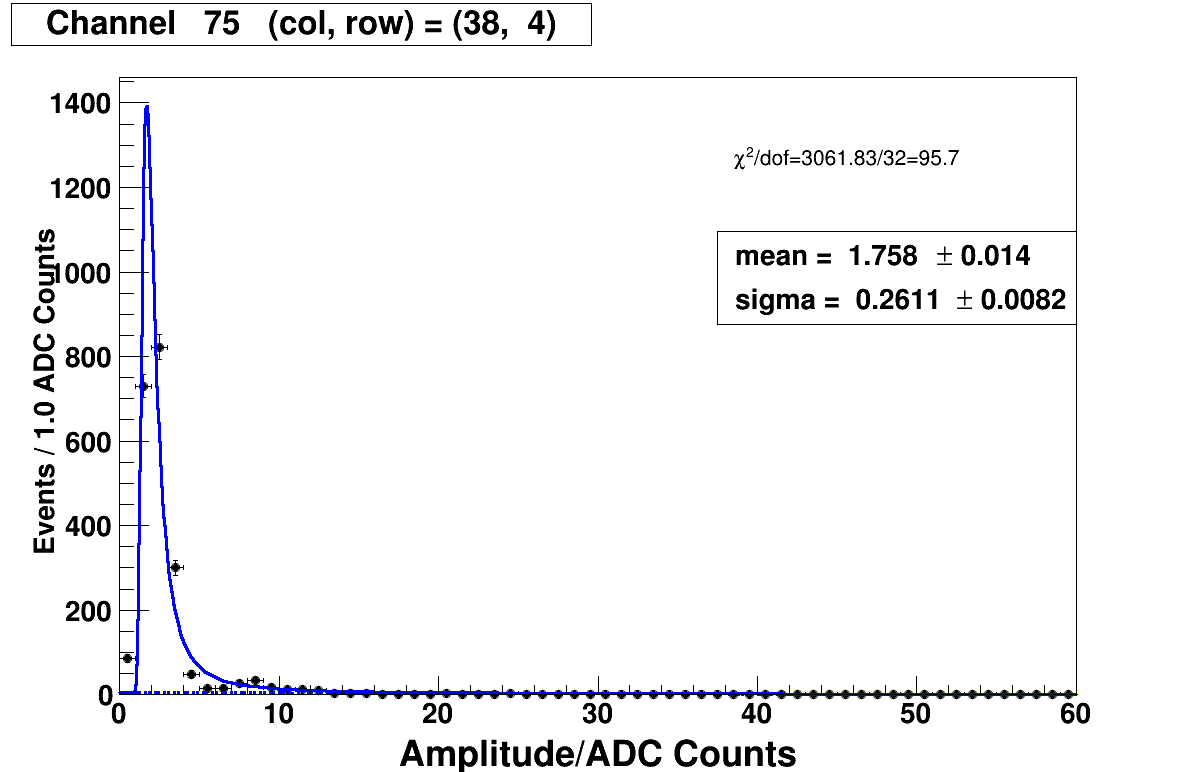 Channel 75 (col, row) = (38, 4)
χ²/dof=3061.83/32=95.7
mean = 1.758 ± 0.014
sigma = 0.2611 ± 0.0082
Events / 1.0 ADC Counts
1400
1200
1000
800
600
400
200
0
0 10 20 30 40 50 60
Amplitude/ADC Counts